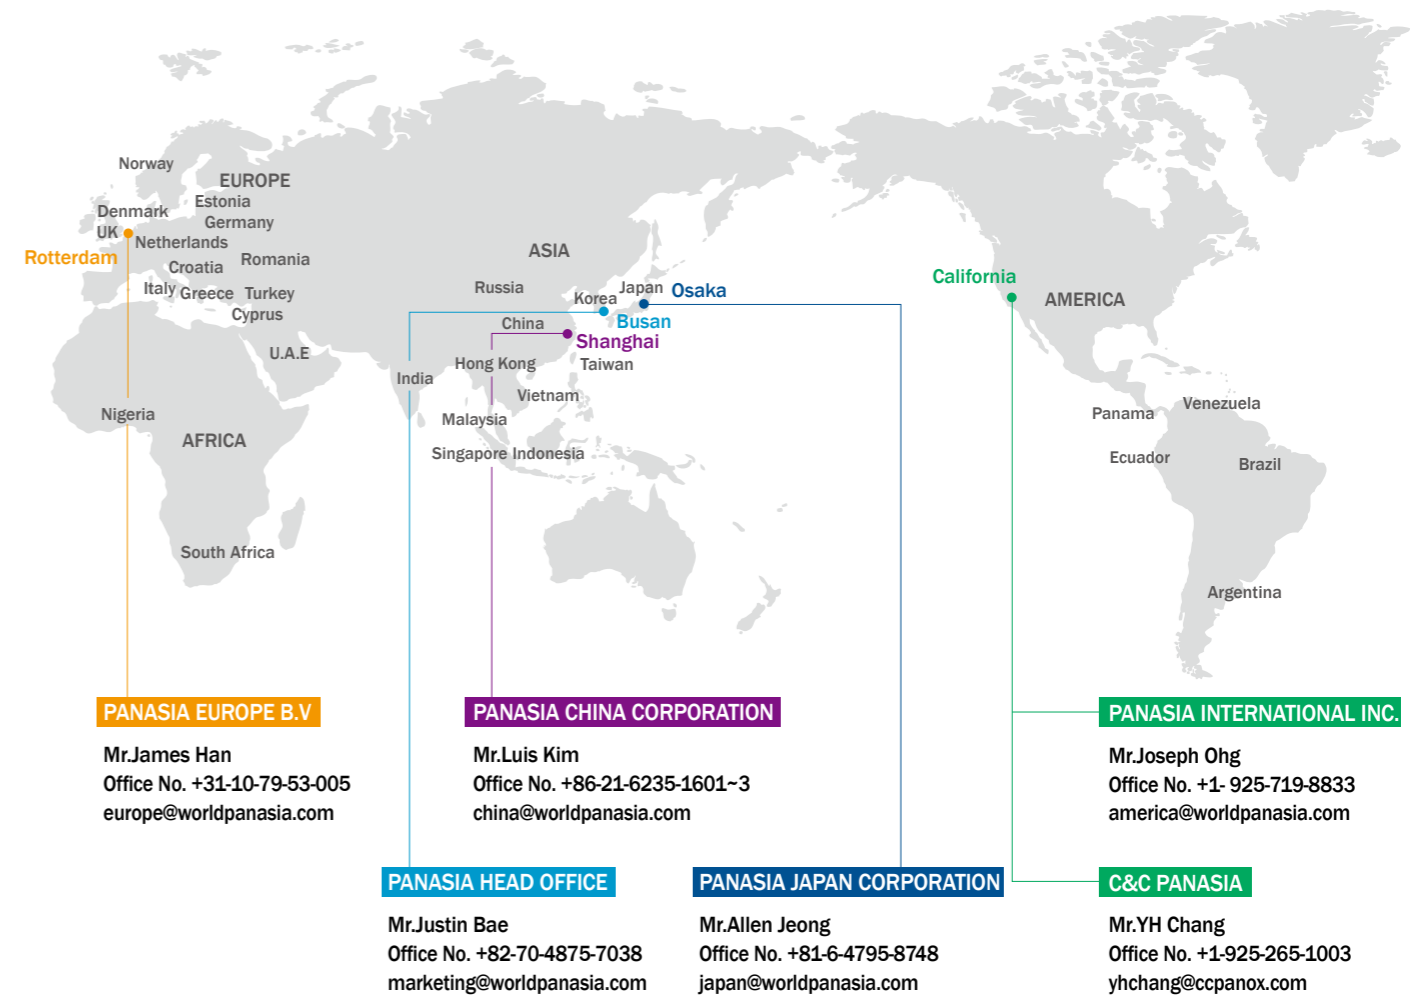 Norway
EUROPE
Estonia
Denmark
Germany
UK
Netherlands
Rotterdam
Romania
Croatia
Italy
Greece
Turkey
Cyprus
U.A.E
Nigeria
AFRICA
South Africa
ASIA
Russia
Korea
Japan
Osaka
Busan
China
Shanghai
Hong Kong
Taiwan
India
Vietnam
Malaysia
Singapore Indonesia
California
AMERICA
Panama
Venezuela
Ecuador
Brazil
Argentina
PANASIA EUROPE B.V
Mr.James Han
Office No. +31-10-79-53-005
europe@worldpanasia.com
PANASIA CHINA CORPORATION
Mr.Luis Kim
Office No. +86-21-6235-1601~3
china@worldpanasia.com
PANASIA INTERNATIONAL INC.
Mr.Joseph Ohg
Office No. +1- 925-719-8833
america@worldpanasia.com
PANASIA HEAD OFFICE
Mr.Justin Bae
Office No. +82-70-4875-7038
marketing@worldpanasia.com
PANASIA JAPAN CORPORATION
Mr.Allen Jeong
Office No. +81-6-4795-8748
japan@worldpanasia.com
C&C PANASIA
Mr.YH Chang
Office No. +1-925-265-1003
yhchang@ccpanox.com